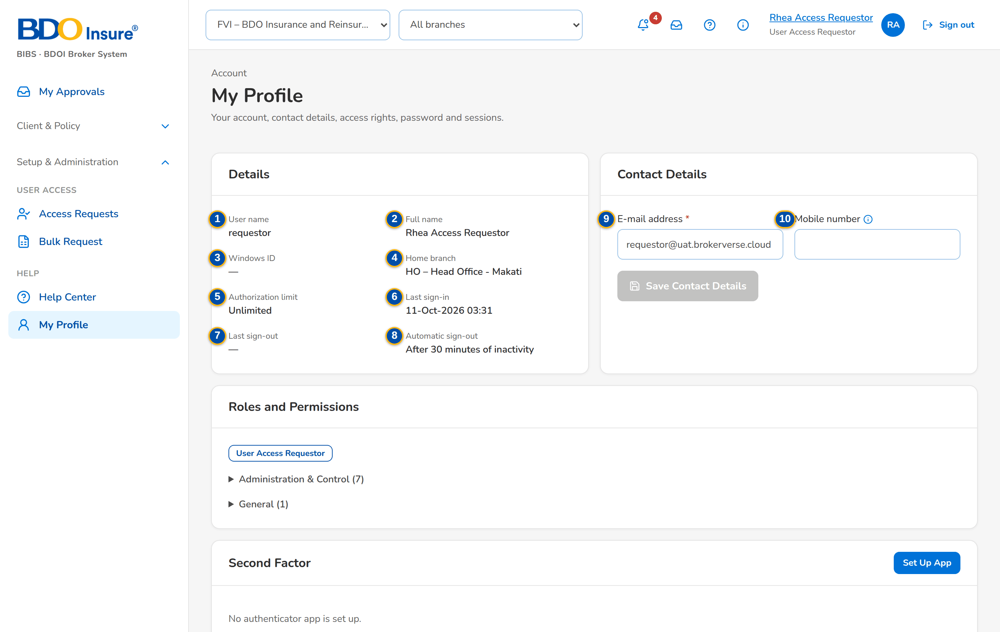 BDO Insure®
BIBS · BDOI Broker System
My Approvals
Client & Policy
Setup & Administration
USER ACCESS
Access Requests
Bulk Request
HELP
Help Center
My Profile
FVI – BDO Insurance and Reinsur...
All branches
4
Rhea Access Requestor
User Access Requestor
RA
Sign out
Account
My Profile
Your account, contact details, access rights, password and sessions.
Details
1 User name
requestor
2 Full name
Rhea Access Requestor
3 Windows ID
—
4 Home branch
HO – Head Office - Makati
5 Authorization limit
Unlimited
6 Last sign-in
11-Oct-2026 03:31
7 Last sign-out
—
8 Automatic sign-out
After 30 minutes of inactivity
Contact Details
9 E-mail address *
requestor@uat.brokerverse.cloud
10 Mobile number
Save Contact Details
Roles and Permissions
User Access Requestor
Administration & Control (7)
General (1)
Second Factor
Set Up App
No authenticator app is set up.